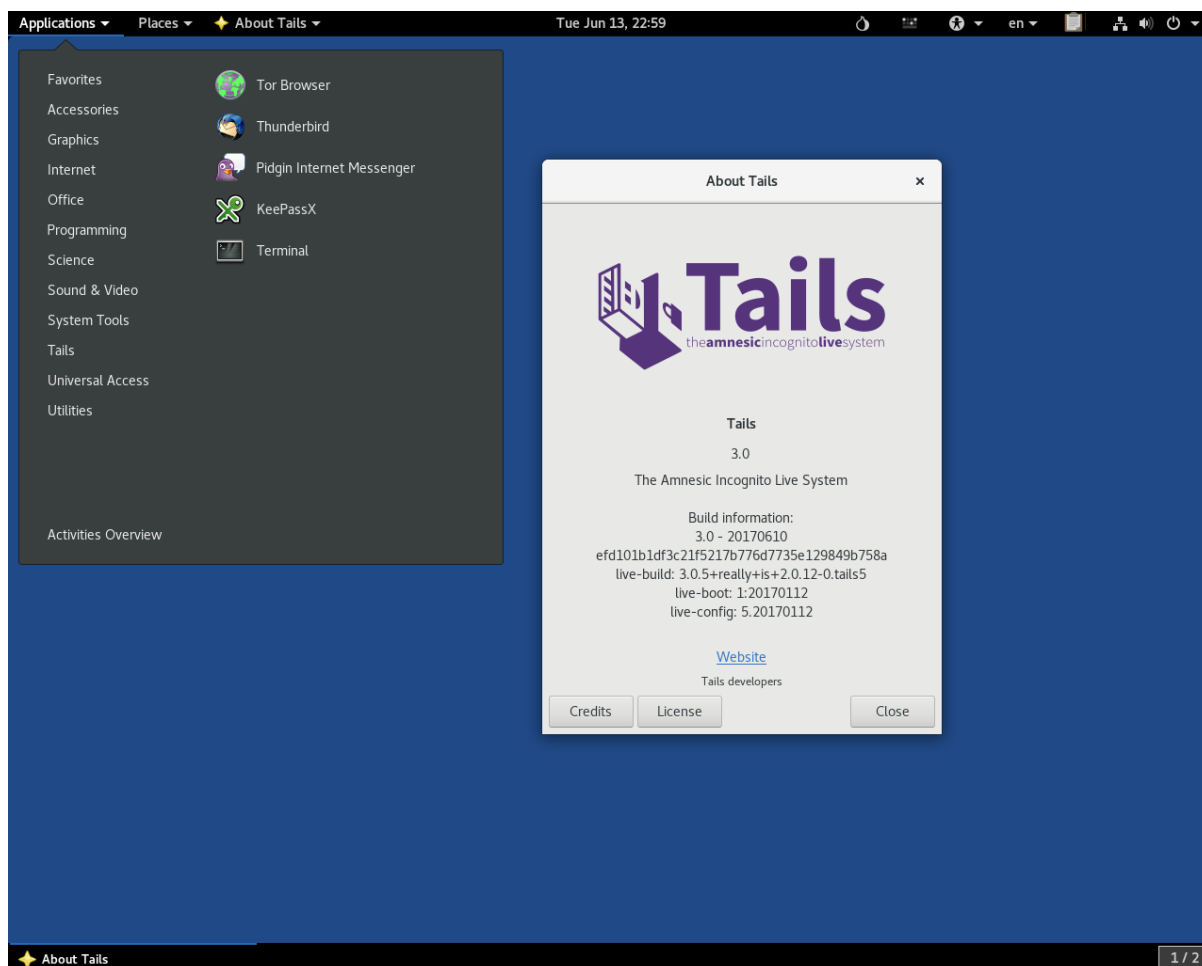 Applications Places About Tails Tue Jun 13, 22:59 en
Favorites
Accessories
Graphics
Internet
Office
Programming
Science
Sound & Video
System Tools
Tails
Universal Access
Utilities
Activities Overview
Tor Browser
Thunderbird
Pidgin Internet Messenger
KeePassX
Terminal
About Tails
Tails
theamnesicincognitolivesystem
Tails
3.0
The Amnesic Incognito Live System
Build information:
3.0 - 20170610
efd101b1df3c21f5217b776d7735e129849b758a
live-build: 3.0.5+really+is+2.0.12-0.tails5
live-boot: 1:20170112
live-config: 5.20170112
Website
Tails developers
Credits License Close
About Tails 1 / 2